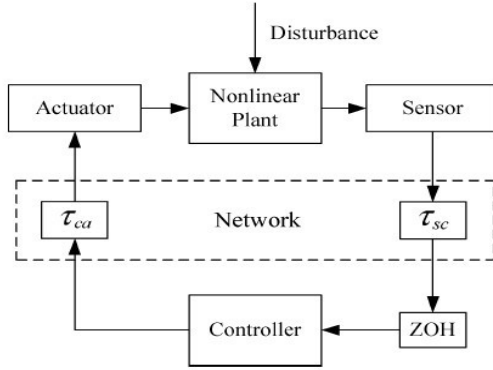 Disturbance
Actuator
Nonlinear
Plant
Sensor
τca
Network
τsc
Controller
ZOH